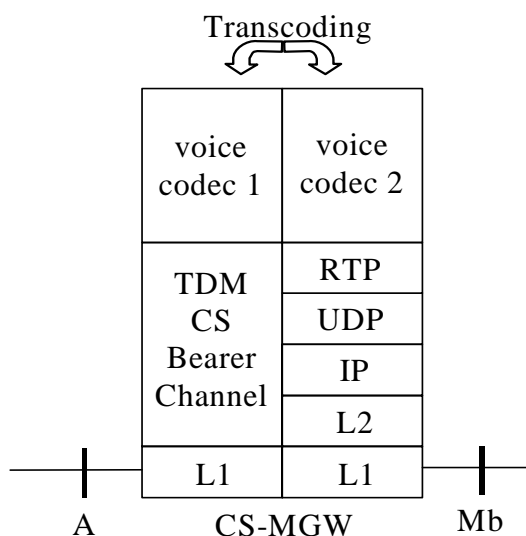 Transcoding
voice
codec 1
voice
codec 2
TDM
CS
Bearer
Channel
RTP
UDP
IP
L2
L1
L1
A
CS-MGW
Mb